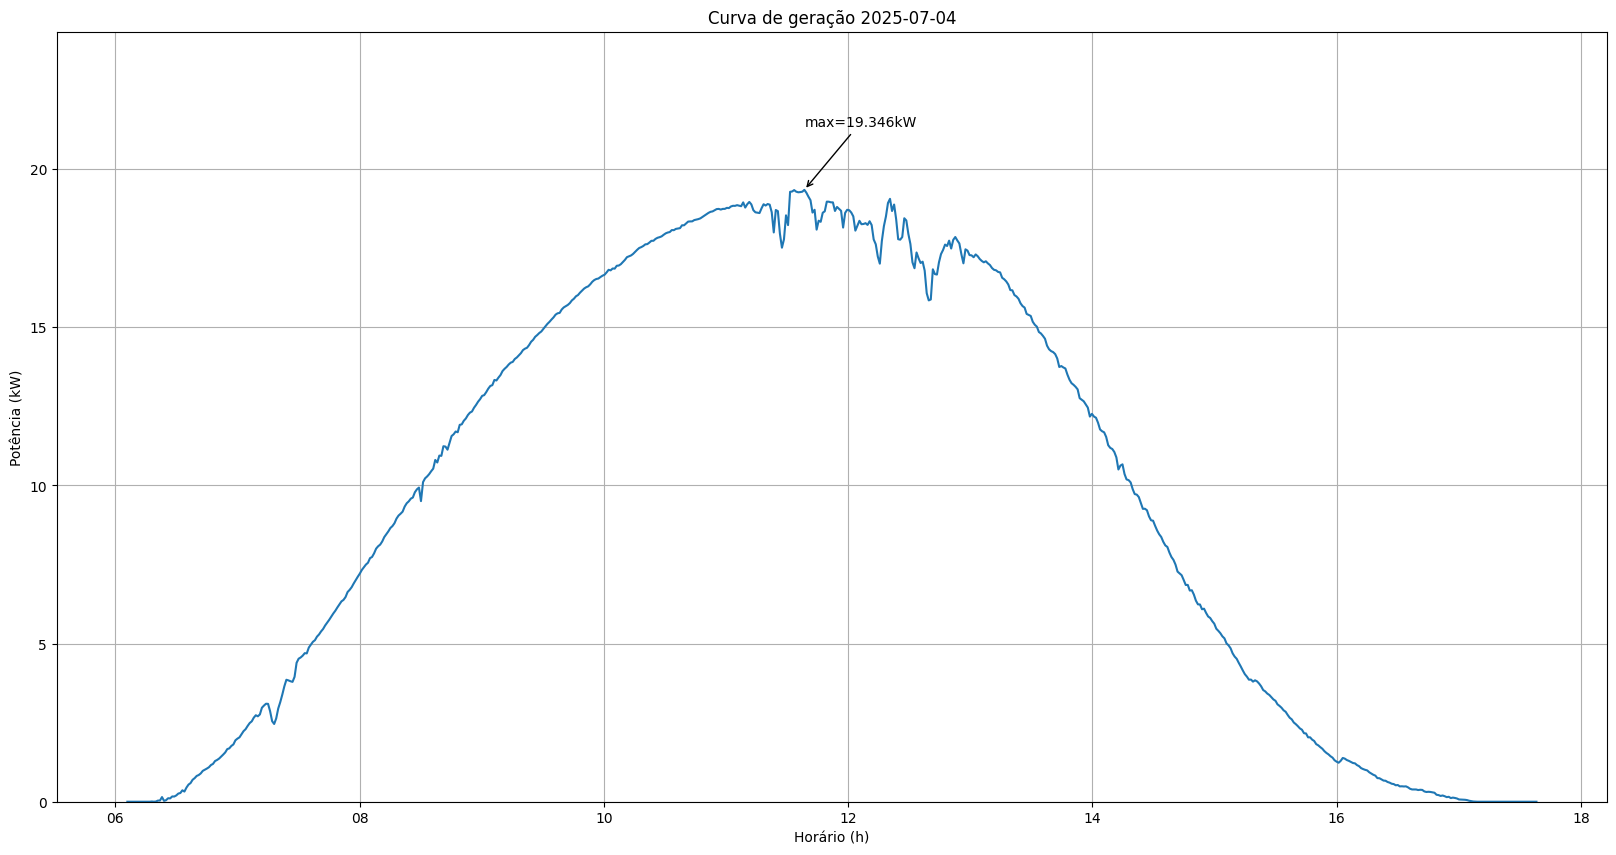 Curva de geração 2025-07-04
max=19.346kW
20
15
10
5
0
Potência (kW)
06 08 10 12 14 16 18
Horário (h)